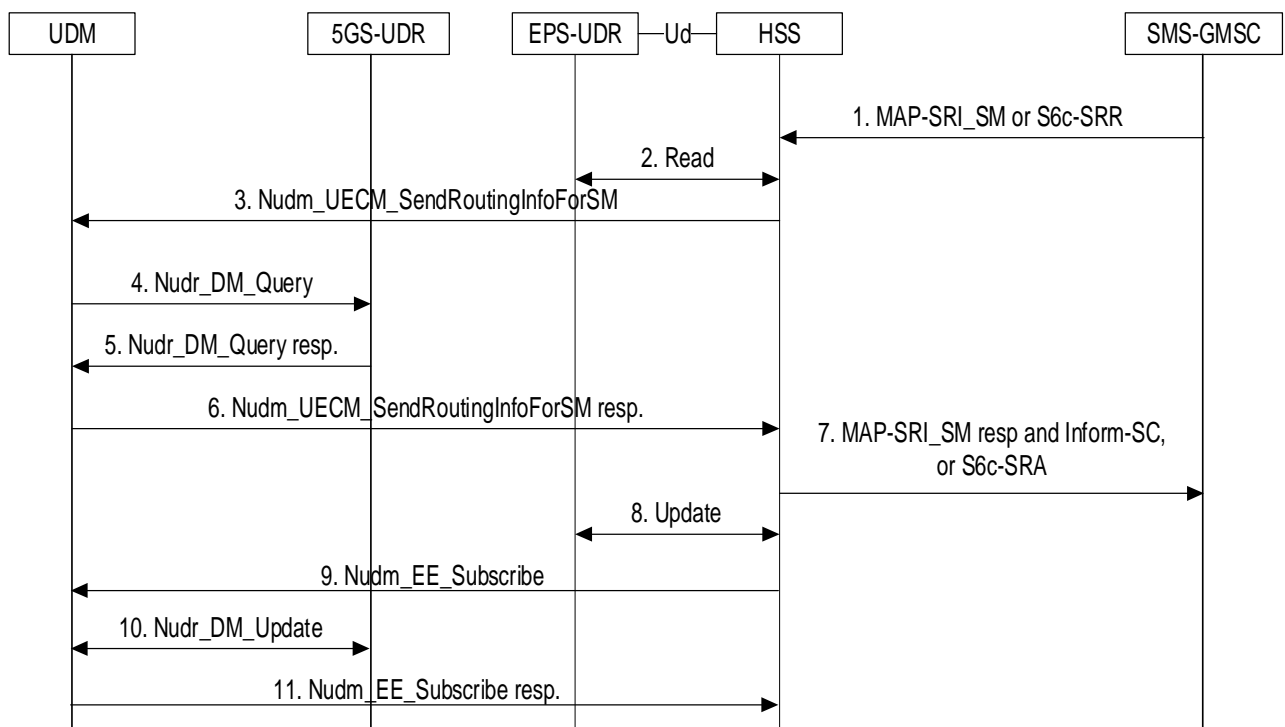 UDM
5GS-UDR
EPS-UDR
Ud
HSS
SMS-GMSC
1. MAP-SRI_SM or S6c-SRR
2. Read
3. Nudm_UECM_SendRoutingInfoForSM
4. Nudr_DM_Query
5. Nudr_DM_Query resp.
6. Nudm_UECM_SendRoutingInfoForSM resp.
7. MAP-SRI_SM resp and Inform-SC,
or S6c-SRA
8. Update
9. Nudm_EE_Subscribe
10. Nudr_DM_Update
11. Nudm_EE_Subscribe resp.